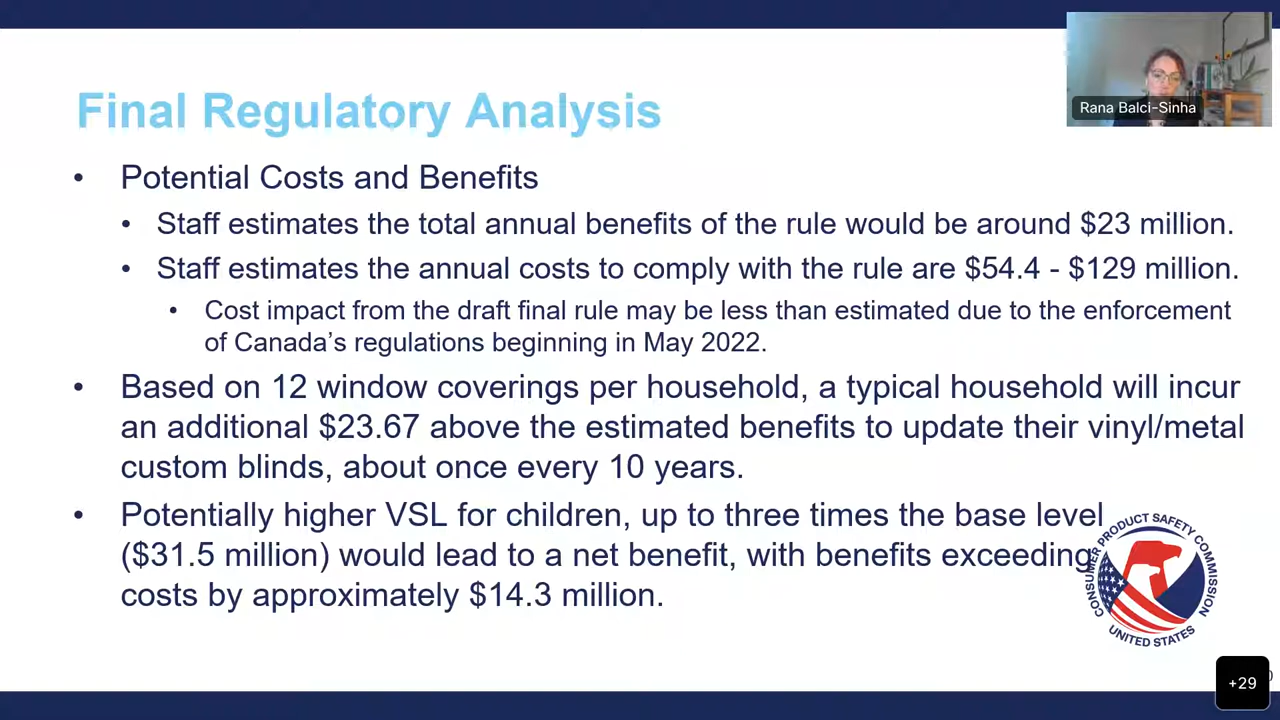 Final Regulatory Analysis
Rana Balci-Sinha
• Potential Costs and Benefits
• Staff estimates the total annual benefits of the rule would be around $23 million.
• Staff estimates the annual costs to comply with the rule are $54.4 - $129 million.
• Cost impact from the draft final rule may be less than estimated due to the enforcement
of Canada's regulations beginning in May 2022.
• Based on 12 window coverings per household, a typical household will incur
an additional $23.67 above the estimated benefits to update their vinyl/metal
custom blinds, about once every 10 years.
• Potentially higher VSL for children, up to three times the base level
($31.5 million) would lead to a net benefit, with benefits exceeding
costs by approximately $14.3 million.
CONSUMER PRODUCT SAFETY COMMISSION
UNITED STATES
+29